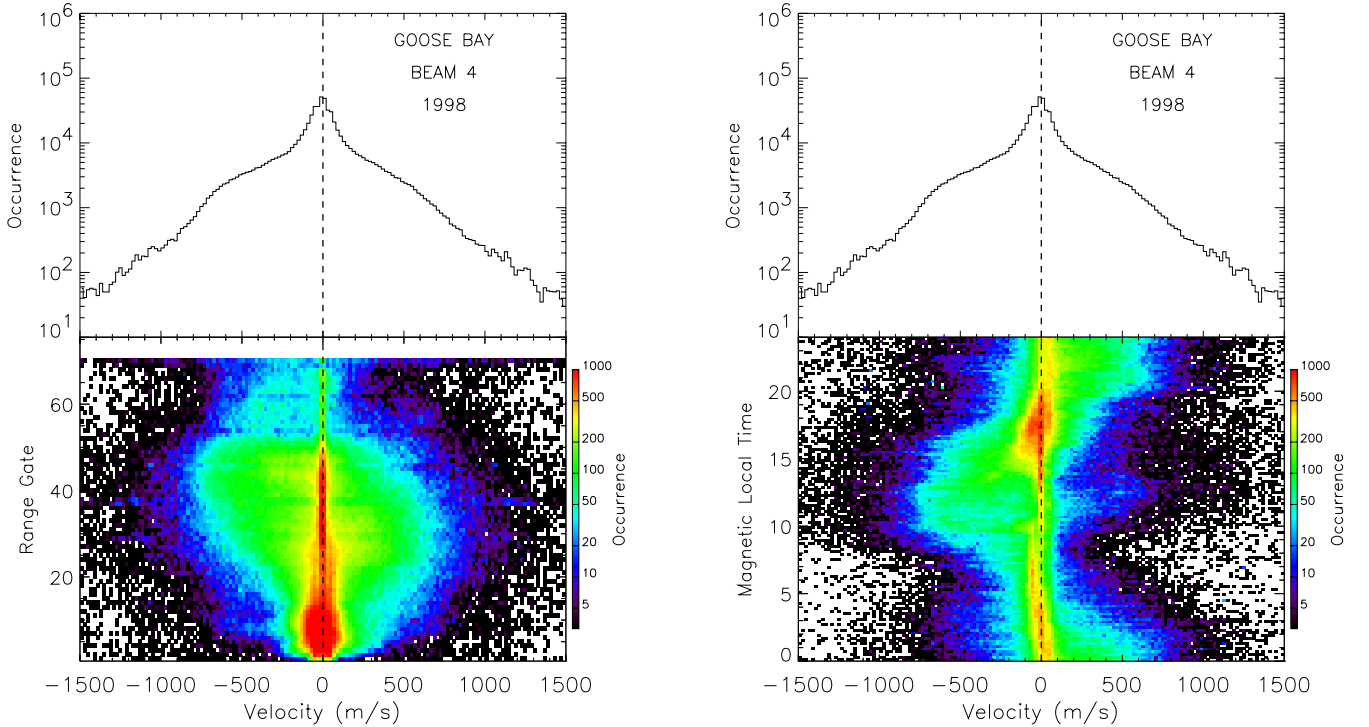 10^6
10^5
10^4
10^3
10^2
10^1
Occurrence
GOOSE BAY
BEAM 4
1998
60
40
20
Range Gate
-1500 -1000 -500 0 500 1000 1500
Velocity (m/s)
1000
500
200
100
50
20
10
5
Occurrence
10^6
10^5
10^4
10^3
10^2
10^1
Occurrence
GOOSE BAY
BEAM 4
1998
20
15
10
5
0
Magnetic Local Time
-1500 -1000 -500 0 500 1000 1500
Velocity (m/s)
1000
500
200
100
50
20
10
5
Occurrence